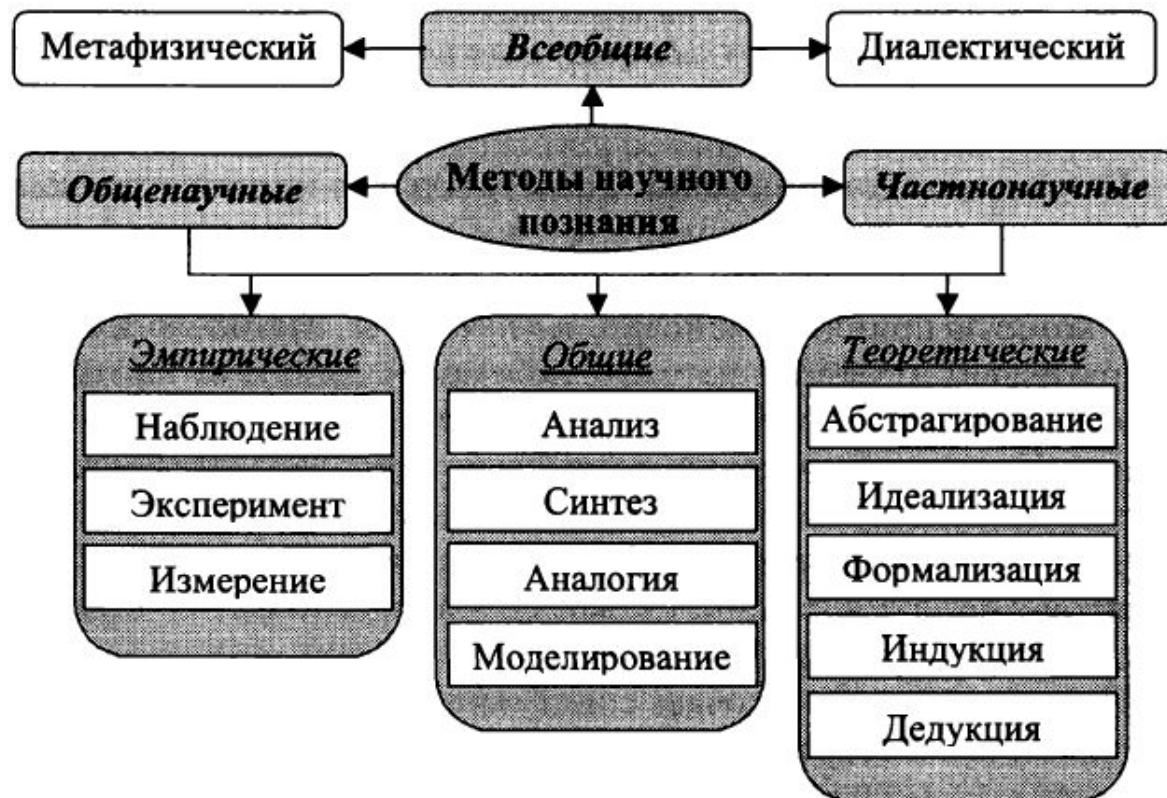 Метафизический
Всеобщие
Диалектический
Общенаучные
Методы научного
познания
Частнонаучные
Эмпирические
Наблюдение
Эксперимент
Измерение
Общие
Анализ
Синтез
Аналогия
Моделирование
Теоретические
Абстрагирование
Идеализация
Формализация
Индукция
Дедукция